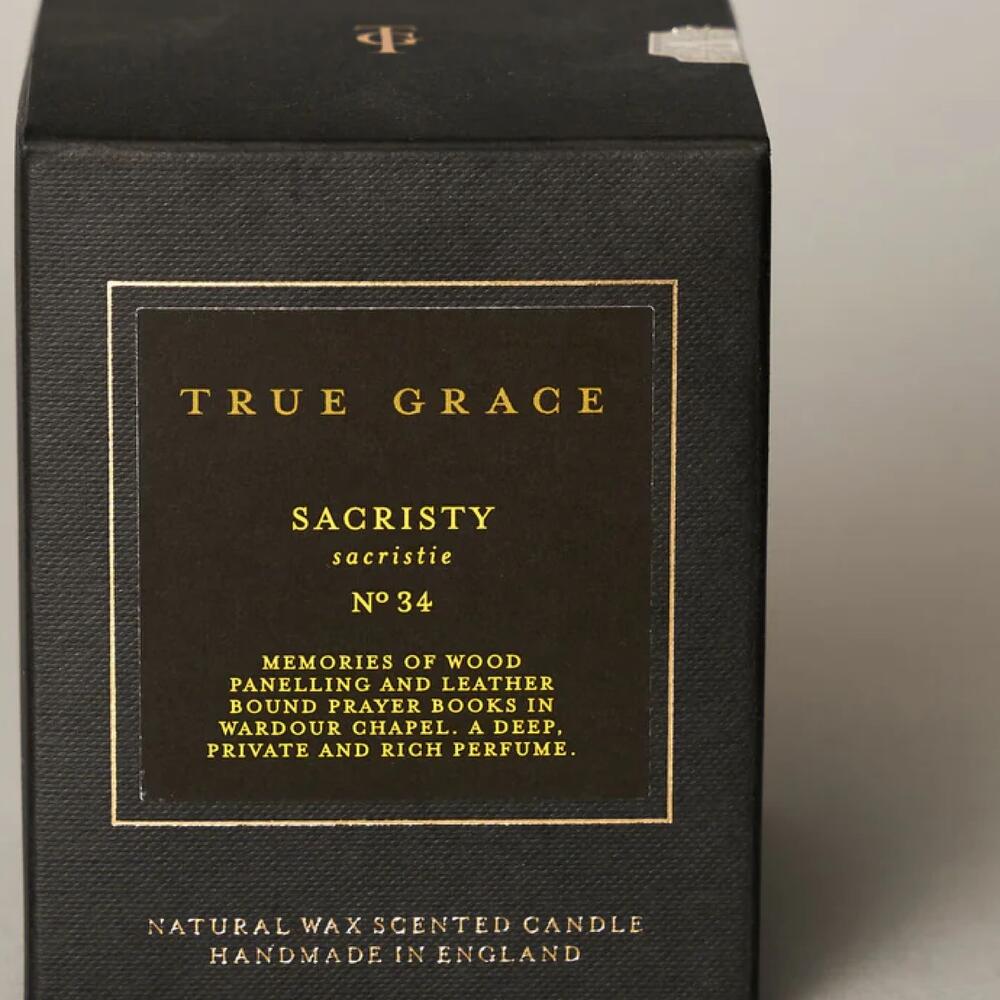 TG
TRUE GRACE
SACRISTY
sacristie
Nº 34
MEMORIES OF WOOD
PANELLING AND LEATHER
BOUND PRAYER BOOKS IN
WARDOUR CHAPEL. A DEEP,
PRIVATE AND RICH PERFUME.
NATURAL WAX SCENTED CANDLE
HANDMADE IN ENGLAND